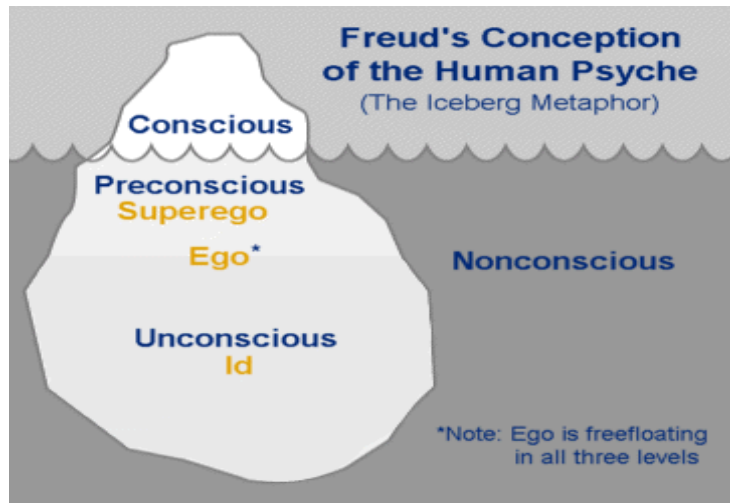 Freud's Conception
of the Human Psyche
(The Iceberg Metaphor)
Conscious
Preconscious
Superego
Ego*
Nonconscious
Unconscious
Id
*Note: Ego is freefloating
in all three levels